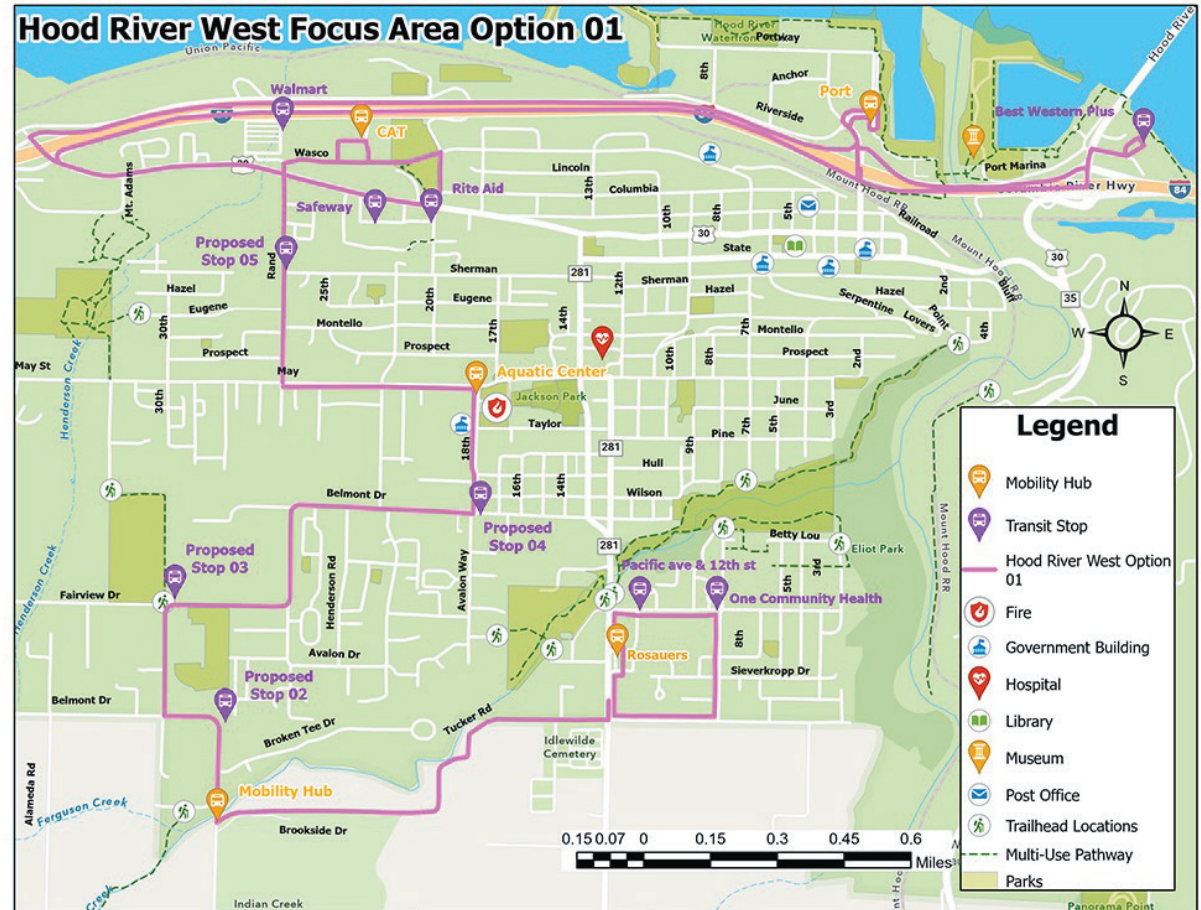 Hood River West Focus Area Option 01
Union Pacific
Hood River
Waterfront
Portway
8th
Anchor
Riverside
Port
Hood River
Walmart
CAT
Best Western Plus
84
Wasco
30
Lincoln
13th
Columbia
Port Marina
Columbia River Hwy
84
Mt. Adams
Safeway
Rite Aid
10th
8th
5th
Mount Hood RR
Railroad
30
State
Mount Hood RR
30
Proposed
Stop 05
Rand
281
35
Hazel
Eugene
30th
25th
Sherman
20th
Eugene
17th
14th
12th
Sherman
Hazel
7th
Serpentine
Hazel
Lovers
Point
2nd
Bluff
4th
N
W
E
S
Montello
Montello
Prospect
Prospect
10th
8th
Prospect
2nd
May St
May
Aquatic Center
Jackson Park
30th
Henderson Creek
June
3rd
Taylor
18th
281
Pine
7th
5th
9th
Hull
16th
14th
Wilson
Belmont Dr
Proposed
Stop 04
281
Betty Lou
Eliot Park
Mount Hood RR
Proposed
Stop 03
Fairview Dr
Henderson Creek
Henderson Rd
Avalon Way
Pacific ave & 12th st
One Community Health
5th
3rd
8th
Avalon Dr
Rosauers
Sieverkropp Dr
Proposed
Stop 02
Belmont Dr
Broken Tee Dr
Tucker Rd
Idlewilde
Cemetery
Alameda Rd
Ferguson Creek
Mobility Hub
Brookside Dr
Creek
Indian Creek
0.15 0.07 0 0.15 0.3 0.45 0.6
Miles
Panorama Point
Legend
Mobility Hub
Transit Stop
Hood River West Option
01
Fire
Government Building
Hospital
Library
Museum
Post Office
Trailhead Locations
Multi-Use Pathway
Parks